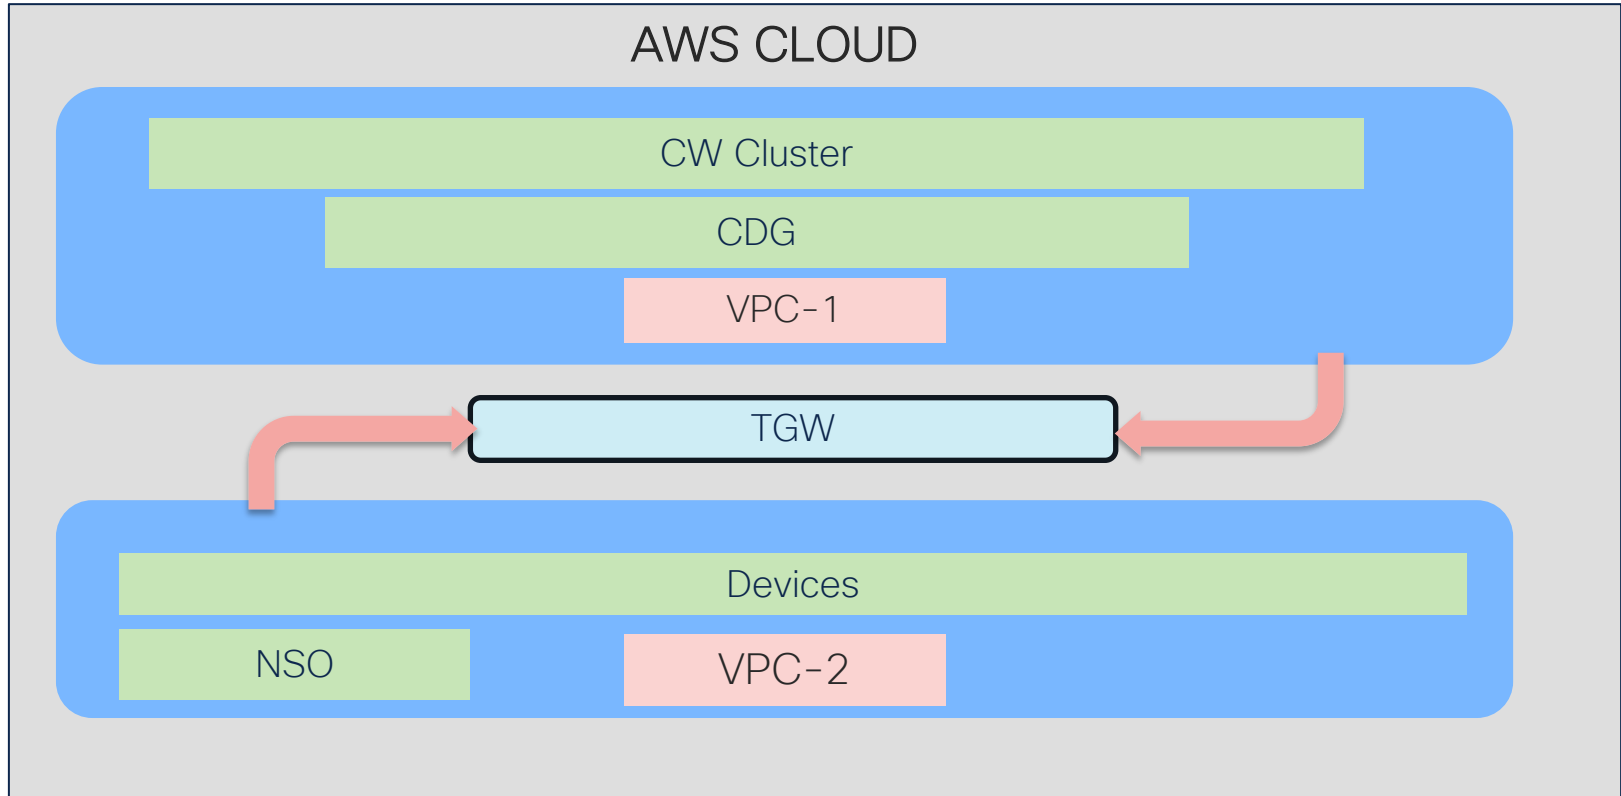 AWS CLOUD
CW Cluster
CDG
VPC-1
TGW
Devices
NSO
VPC-2